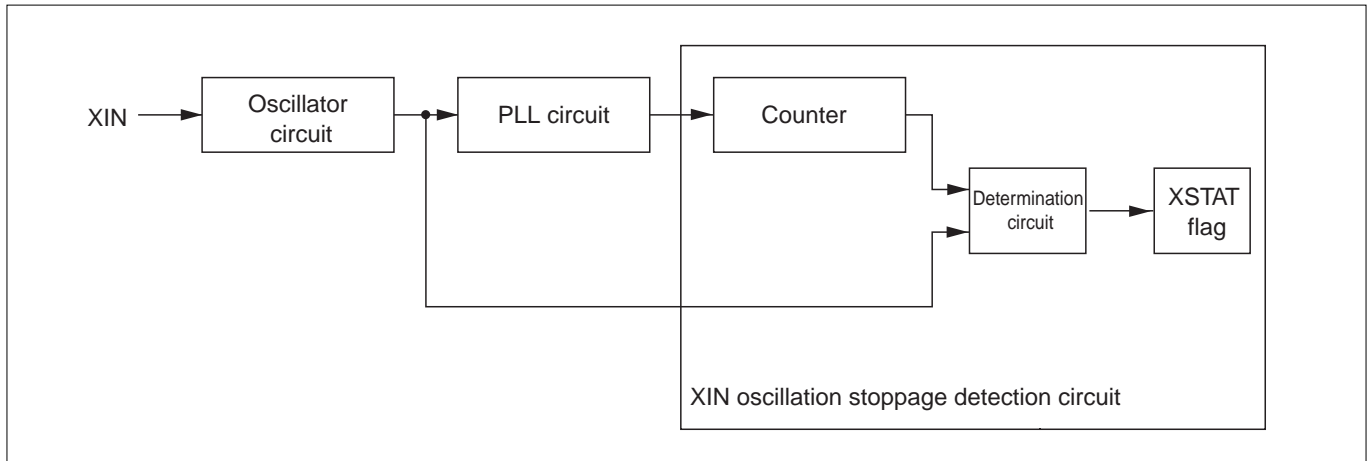 XIN
Oscillator
circuit
PLL circuit
Counter
Determination
circuit
XSTAT
flag
XIN oscillation stoppage detection circuit